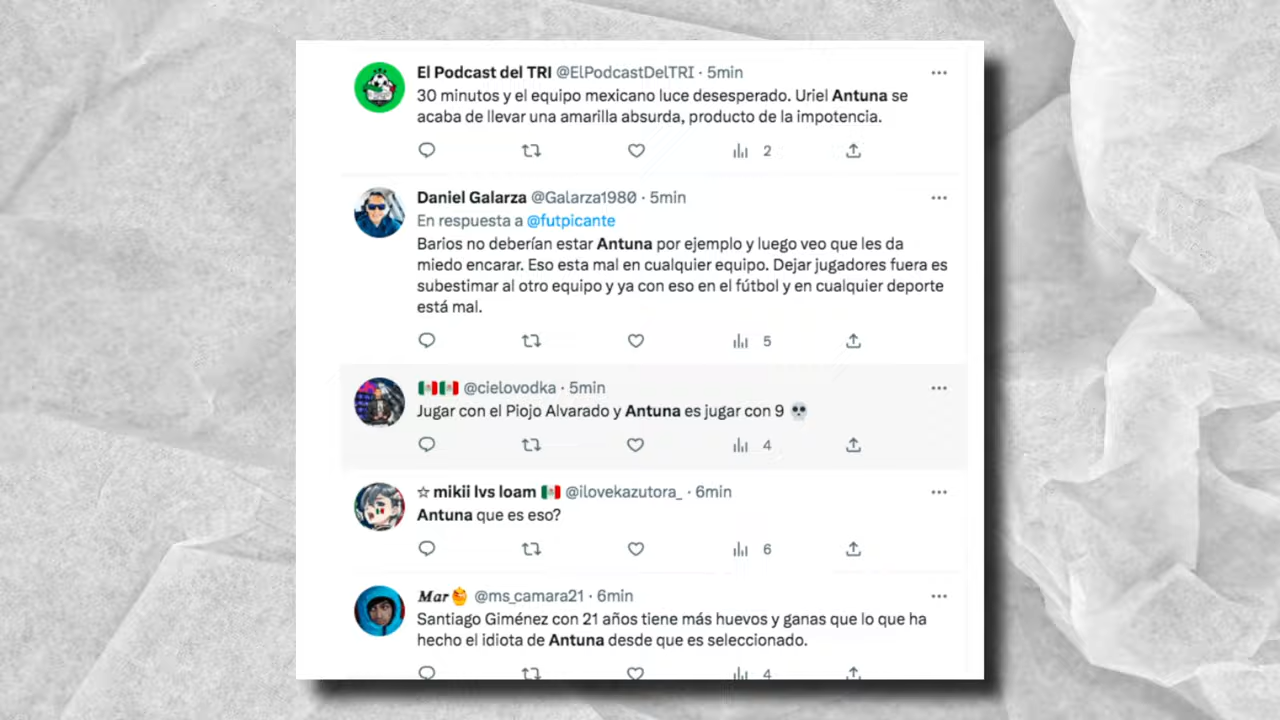 El Podcast del TRI @ElPodcastDelTRI · 5min
30 minutos y el equipo mexicano luce desesperado. Uriel Antuna se
acaba de llevar una amarilla absurda, producto de la impotencia.
2
Daniel Galarza @Galarza1980 · 5min
En respuesta a @futpicante
Barios no deberían estar Antuna por ejemplo y luego veo que les da
miedo encarar. Eso esta mal en cualquier equipo. Dejar jugadores fuera es
subestimar al otro equipo y ya con eso en el fútbol y en cualquier deporte
está mal.
5
🇲🇽🇲🇽 @cielovodka · 5min
Jugar con el Piojo Alvarado y Antuna es jugar con 9 💀
4
☆ mikii lvs loam 🇲🇽 @ilovekazutora_ · 6min
Antuna que es eso?
6
Mar @ms_camara21 · 6min
Santiago Giménez con 21 años tiene más huevos y ganas que lo que ha
hecho el idiota de Antuna desde que es seleccionado.
4